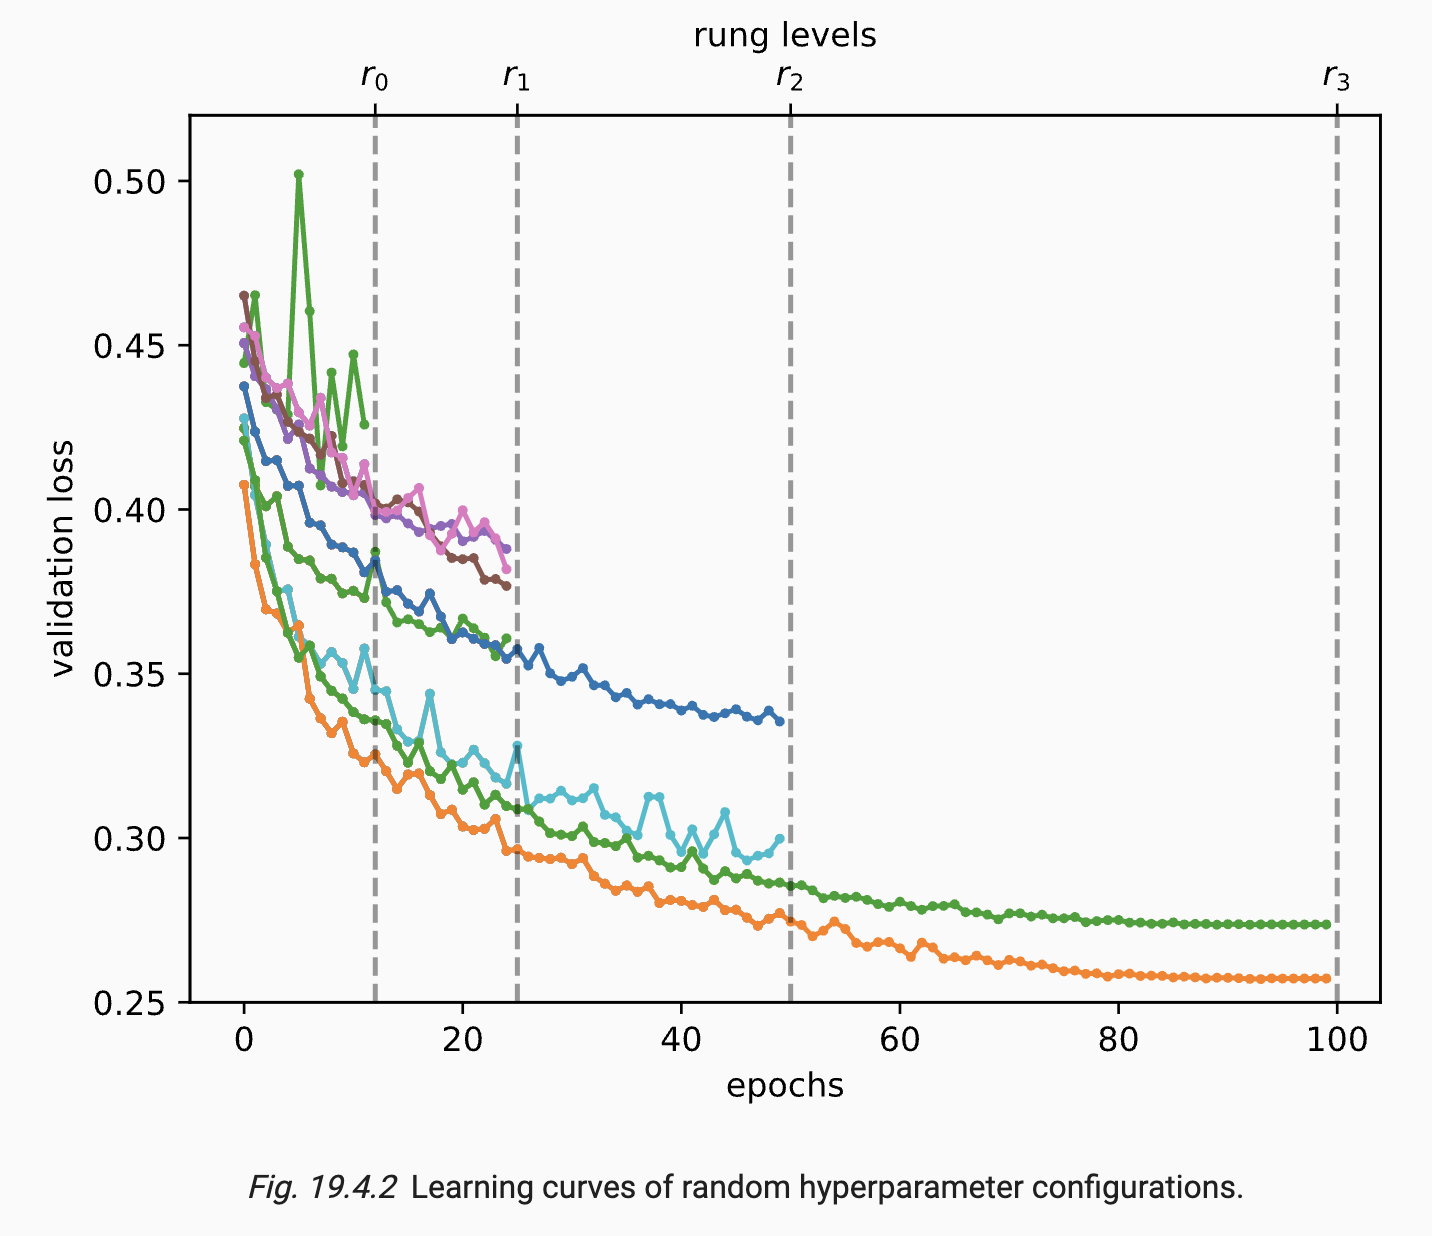 rung levels
r0 r1 r2 r3
0.50
0.45
0.40
0.35
0.30
0.25
validation loss
0 20 40 60 80 100
epochs
Fig. 19.4.2 Learning curves of random hyperparameter configurations.